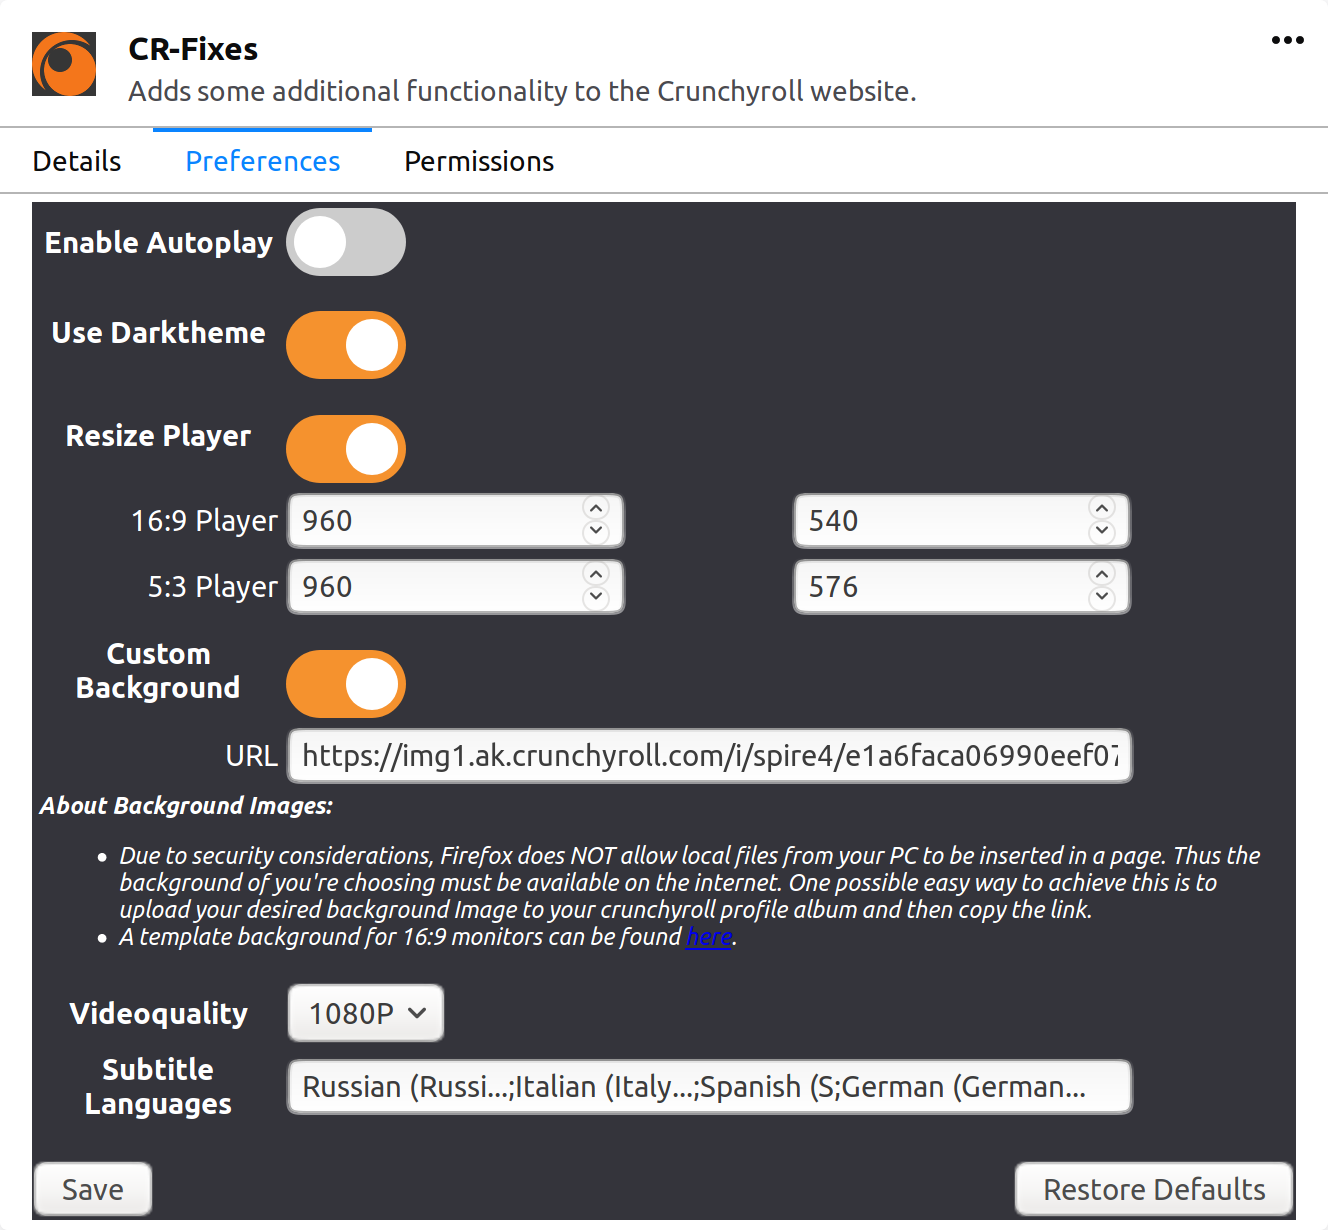 CR-Fixes
Adds some additional functionality to the Crunchyroll website.
Details Preferences Permissions
Enable Autoplay
Use Darktheme
Resize Player
16:9 Player 960 540
5:3 Player 960 576
Custom
Background
URL https://img1.ak.crunchyroll.com/i/spire4/e1a6faca06990eef07
About Background Images:
• Due to security considerations, Firefox does NOT allow local files from your PC to be inserted in a page. Thus the
background of you're choosing must be available on the internet. One possible easy way to achieve this is to
upload your desired background Image to your crunchyroll profile album and then copy the link.
• A template background for 16:9 monitors can be found here.
Videoquality 1080P
Subtitle
Languages
Russian (Russi...;Italian (Italy...;Spanish (S;German (German...
Save Restore Defaults